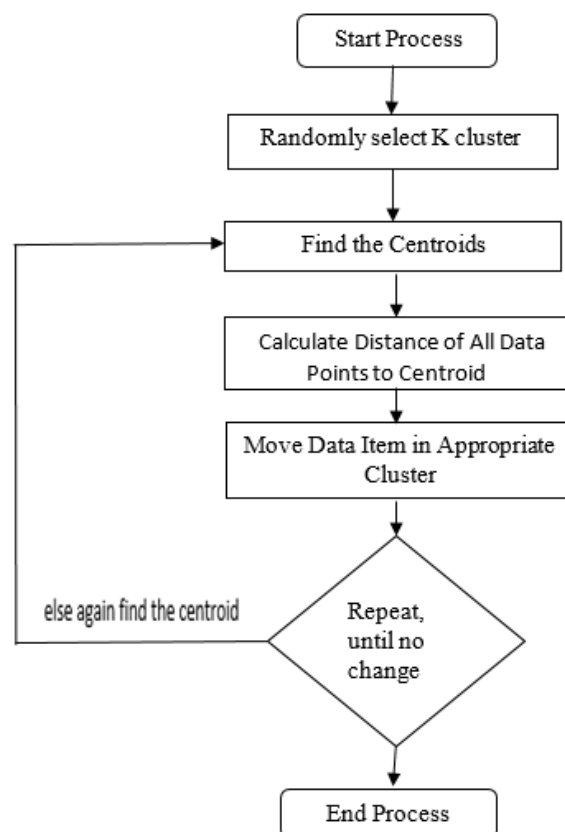 Start Process
Randomly select K cluster
Find the Centroids
Calculate Distance of All Data
Points to Centroid
Move Data Item in Appropriate
Cluster
else again find the centroid
Repeat,
until no
change
End Process